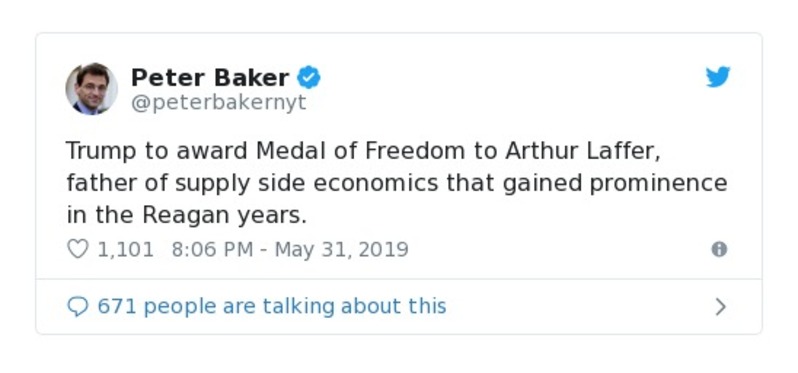 Peter Baker
@peterbakernyt
Trump to award Medal of Freedom to Arthur Laffer,
father of supply side economics that gained prominence
in the Reagan years.
1,101 8:06 PM - May 31, 2019
671 people are talking about this